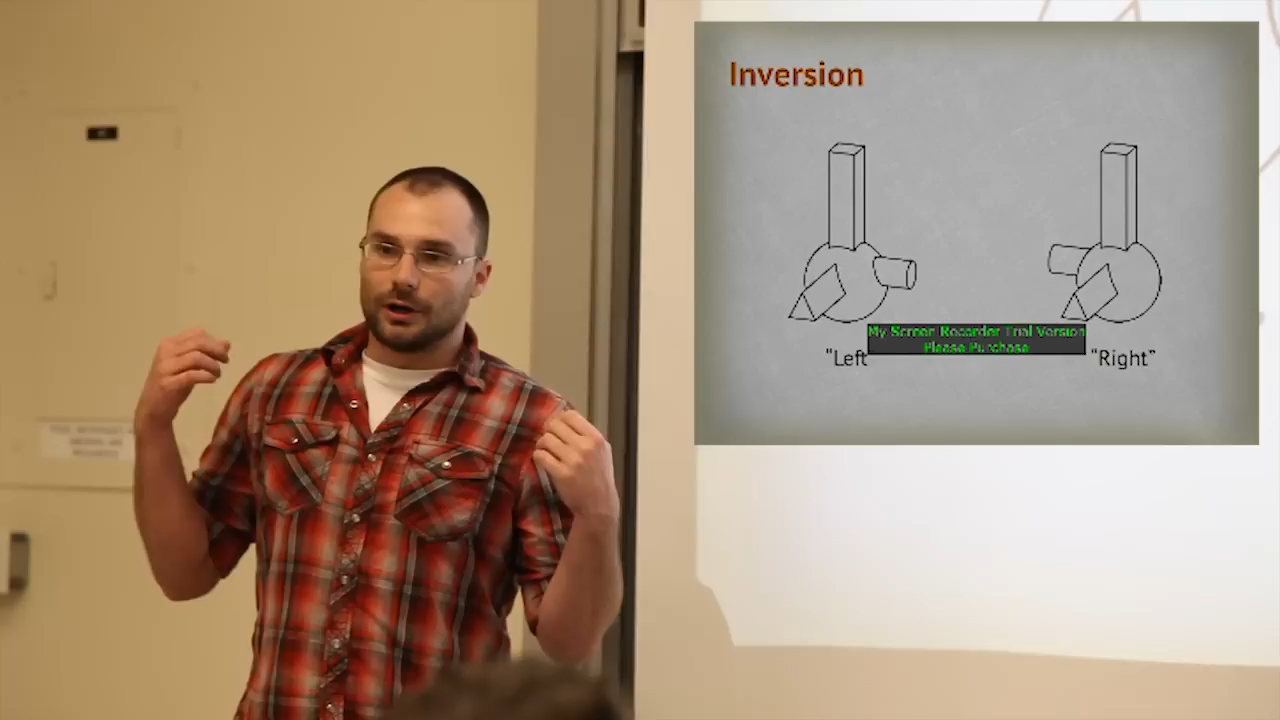 Inversion
My Screen Recorder Trial Version
Please Purchase
"Left
"Right"